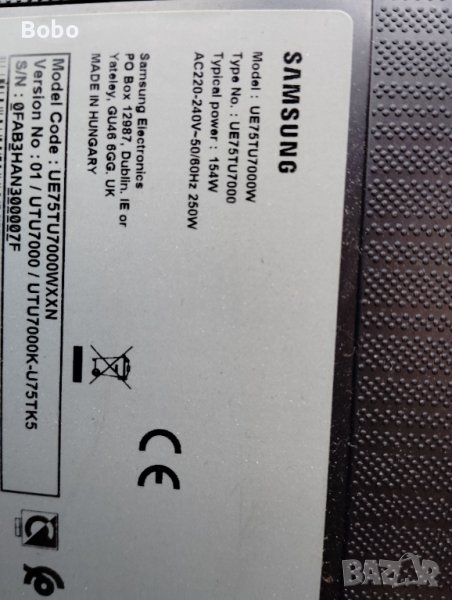 Bobo
SAMSUNG
Model : UE75TU7000W
Type No. : UE75TU7000
Typical power : 154W
AC220-240V~50/60Hz 250W
Samsung Electronics
PO Box 12987, Dublin. IE or
Yateley, GU46 6GG. UK
MADE IN HUNGARY
CE
Model Code : UE75TU7000WXXN
Version No :01 / UTU7000 / UTU7000K-U75TK5
S/N : 0FAB3HAN300007F
BAZAR